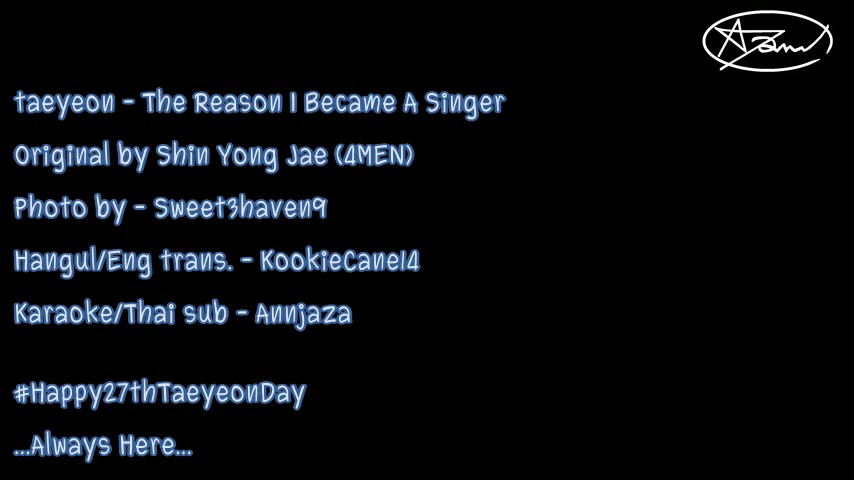 taeyeon - The Reason I Became A Singer
Original by Shin Yong Jae (4MEN)
Photo by - Sweet3haven9
Hangul/Eng trans. - KookieCane14
Karaoke/Thai sub - Annjaza
#Happy27thTaeyeonDay
...Always Here...